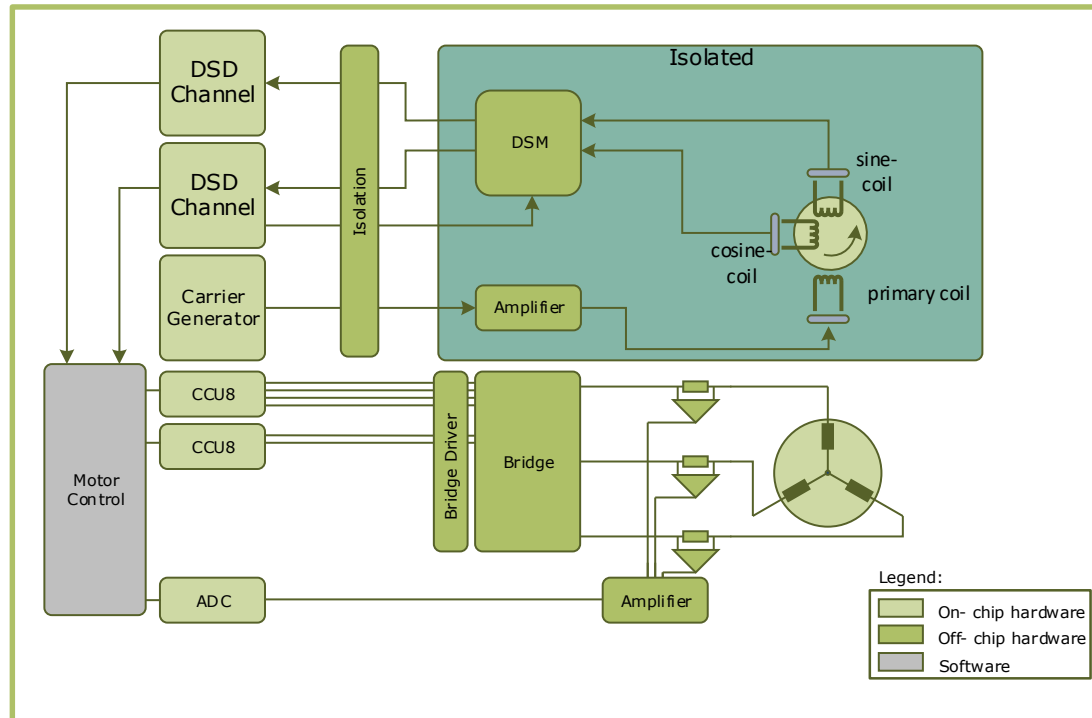 Isolated
DSD
Channel
DSD
Channel
Carrier
Generator
Isolation
DSM
Amplifier
sine-
coil
cosine-
coil
primary coil
Motor
Control
CCU8
CCU8
ADC
Bridge Driver
Bridge
Amplifier
Legend:
On- chip hardware
Off- chip hardware
Software